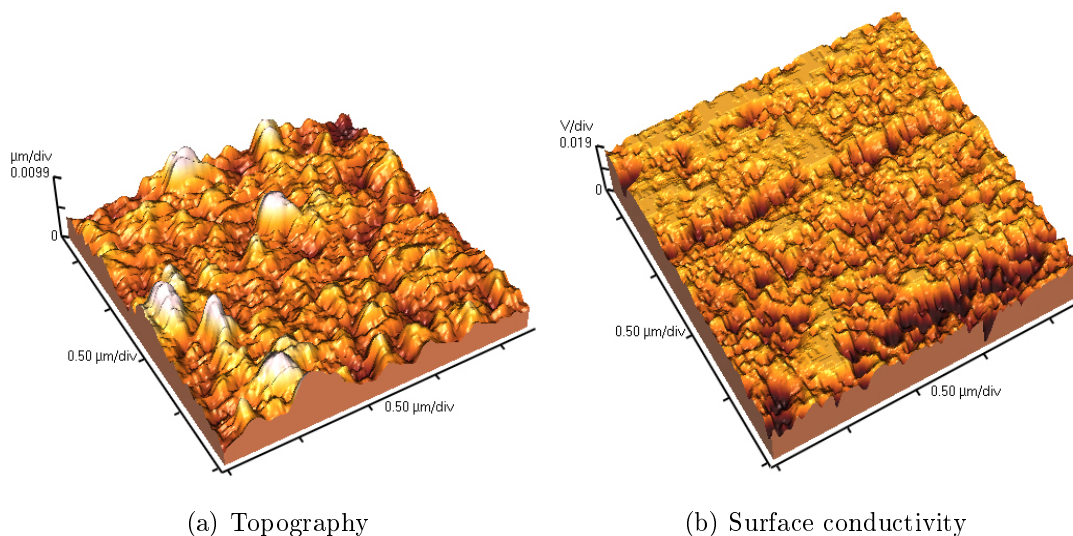 µm/div
0.0099
0
0.50 µm/div
0.50 µm/div
(a) Topography
V/div
0.019
0
0.50 µm/div
0.50 µm/div
(b) Surface conductivity